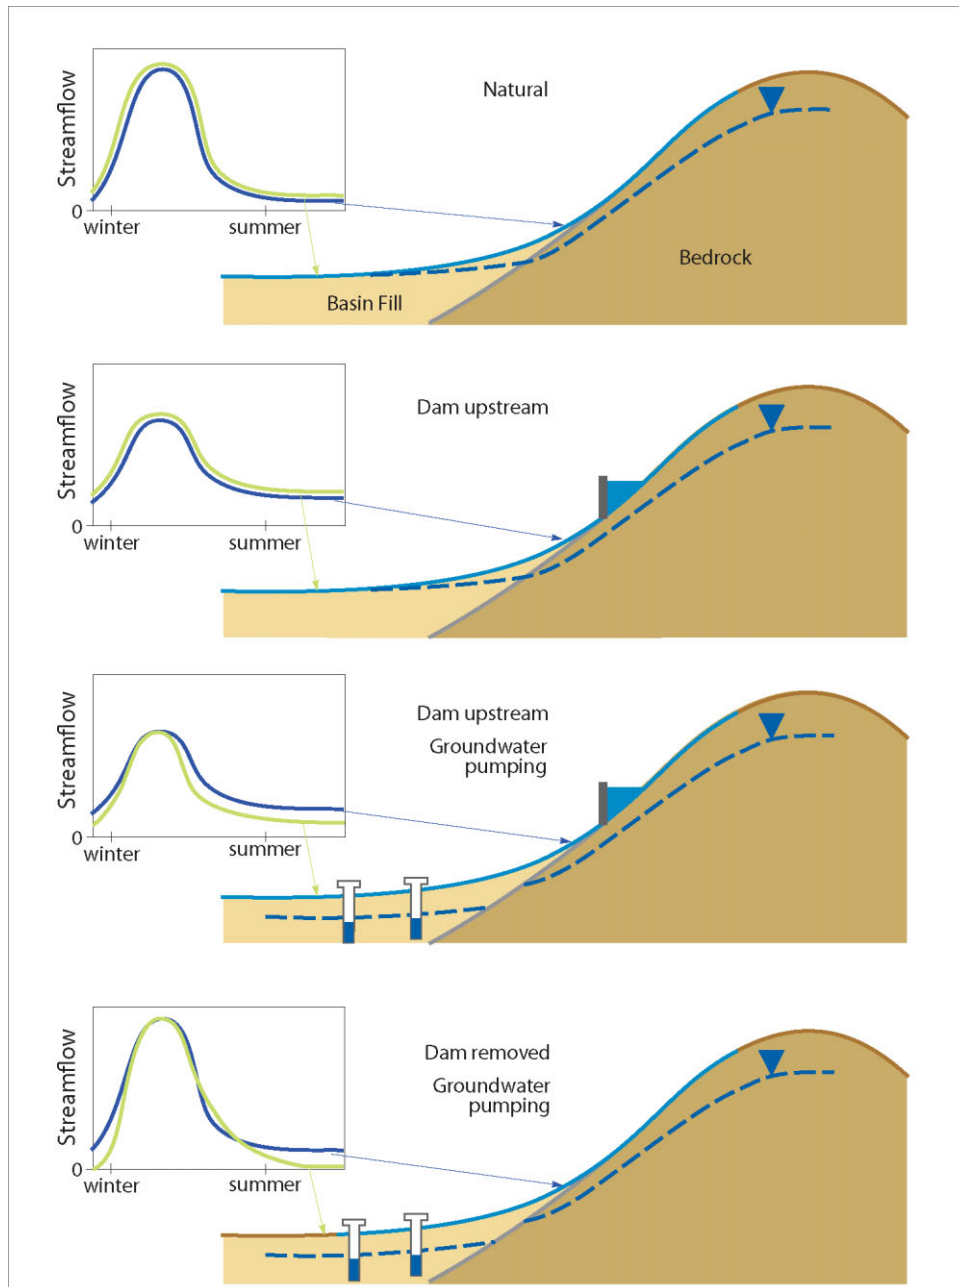 Streamflow
0
winter
summer
Natural
Bedrock
Basin Fill
Streamflow
0
winter
summer
Dam upstream
Streamflow
0
winter
summer
Dam upstream
Groundwater
pumping
Streamflow
0
winter
summer
Dam removed
Groundwater
pumping